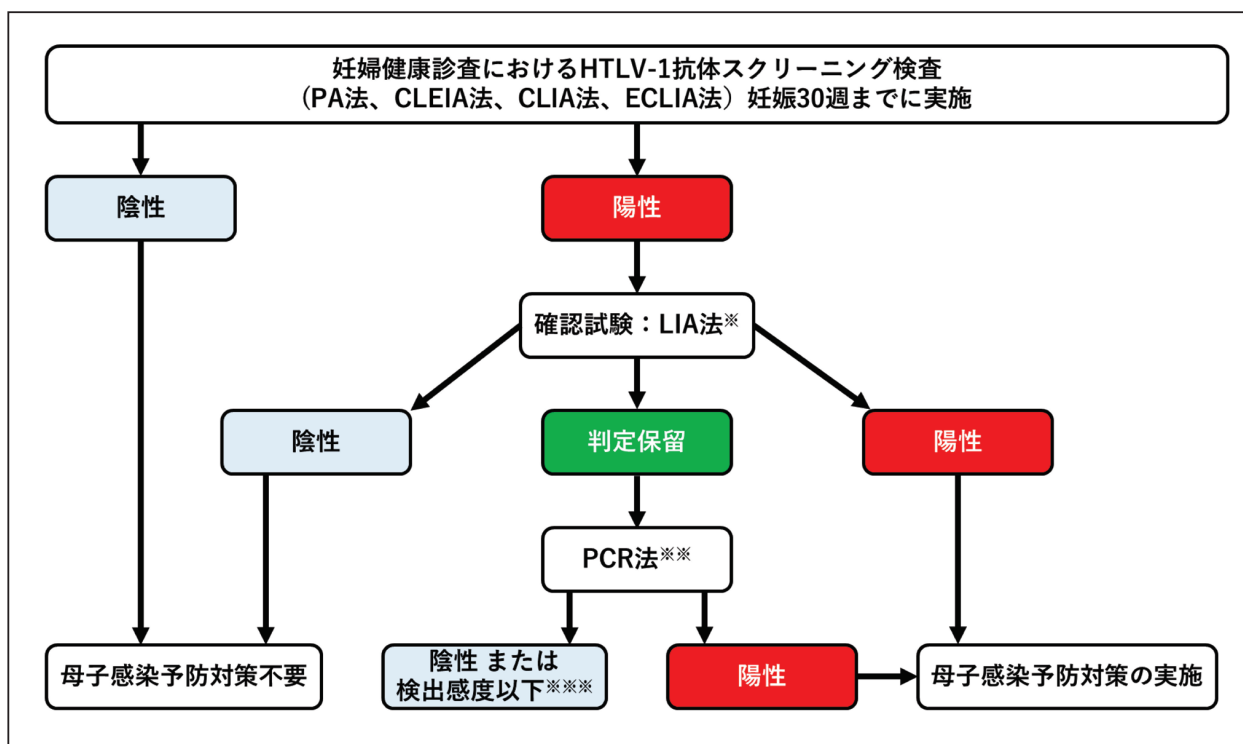 妊婦健康診査におけるHTLV-1抗体スクリーニング検査
(PA法、CLEIA法、CLIA法、ECLIA法）妊娠30週までに実施
陰性
陽性
確認試験：LIA法※
陰性
判定保留
陽性
PCR法※※
母子感染予防対策不要
陰性 または
検出感度以下※※※
陽性
母子感染予防対策の実施